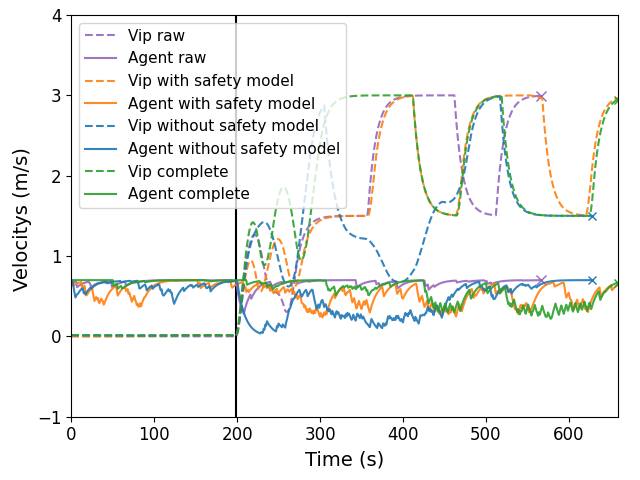 4
3
2
1
0
−1
Velocitys (m/s)
Vip raw
Agent raw
Vip with safety model
Agent with safety model
Vip without safety model
Agent without safety model
Vip complete
Agent complete
0 100 200 300 400 500 600
Time (s)